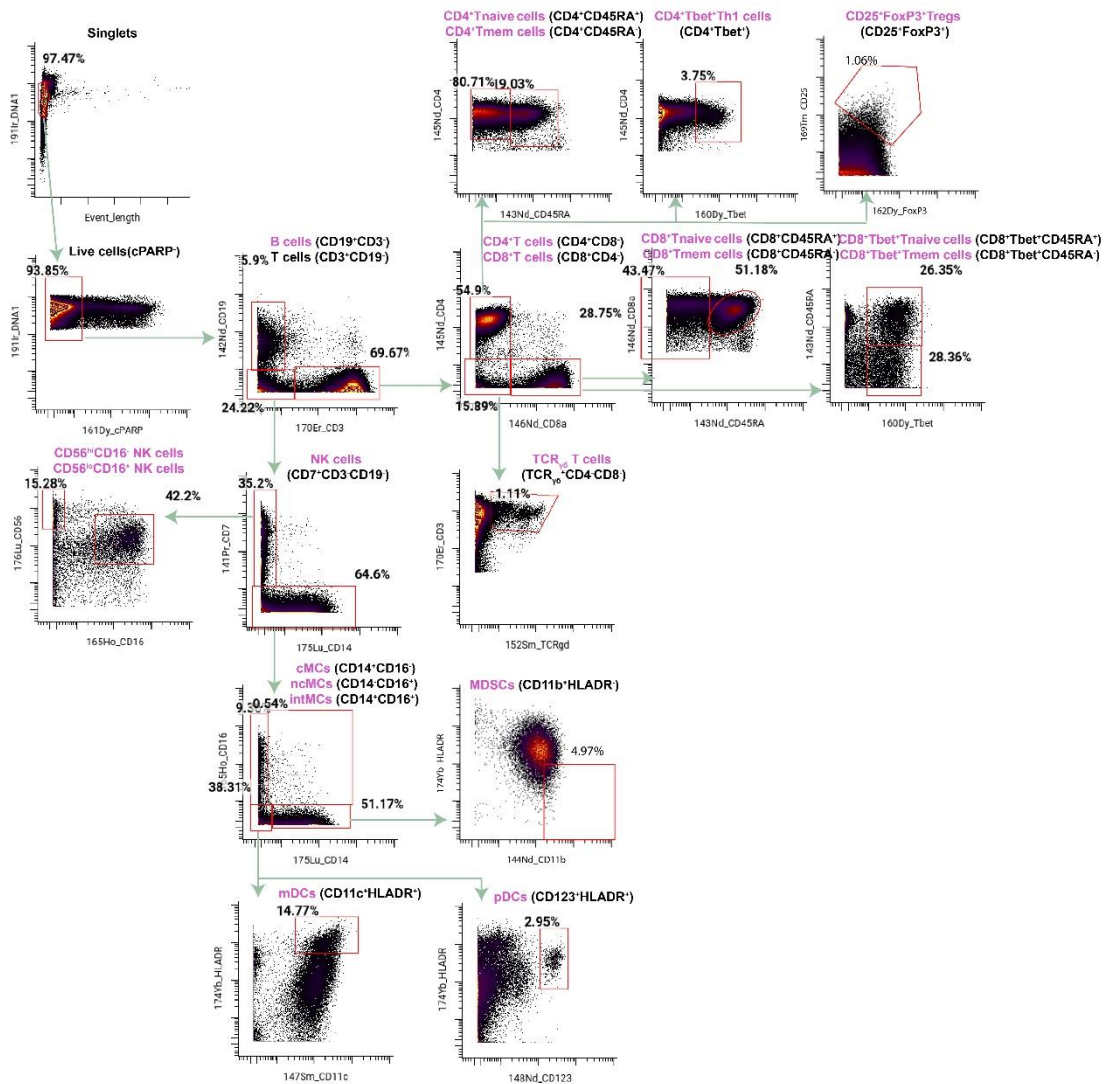 CD4⁺Tnaive cells (CD4⁺CD45RA⁺)
CD4⁺Tmem cells (CD4⁺CD45RA⁻)
CD4⁺Tbet⁺Th1 cells
(CD4⁺Tbet⁺)
CD25⁺FoxP3⁺Tregs
(CD25⁺FoxP3⁺)
Singlets
97.47%
191Ir_DNA1
Event_length
80.71%
9.03%
145Nd_CD4
143Nd_CD45RA
3.75%
145Nd_CD4
160Dy_Tbet
1.06%
169Tm_CD25
162Dy_FoxP3
Live cells(cPARP⁻)
93.85%
191Ir_DNA1
161Dy_cPARP
B cells (CD19⁺CD3⁻)
T cells (CD3⁺CD19⁻)
5.9%
69.67%
24.22%
142Nd_CD19
170Er_CD3
CD4⁺T cells (CD4⁺CD8⁻)
CD8⁺T cells (CD8⁺CD4⁻)
54.9%
28.75%
15.89%
145Nd_CD4
146Nd_CD8a
CD8⁺Tnaive cells (CD8⁺CD45RA⁺)
CD8⁺Tmem cells (CD8⁺CD45RA⁻)
43.47%
51.18%
146Nd_CD8a
143Nd_CD45RA
CD8⁺Tbet⁺Tnaive cells (CD8⁺Tbet⁺CD45RA⁺)
CD8⁺Tbet⁺Tmem cells (CD8⁺Tbet⁺CD45RA⁻)
26.35%
28.36%
143Nd_CD45RA
160Dy_Tbet
CD56ʰⁱCD16⁻ NK cells
CD56ˡᵒCD16⁺ NK cells
15.28%
42.2%
176Lu_CD56
165Ho_CD16
NK cells
(CD7⁺CD3⁻CD19⁻)
35.2%
64.6%
141Pr_CD7
175Lu_CD14
TCRγδ T cells
(TCRγδ⁺CD4⁻CD8⁻)
1.11%
170Er_CD3
152Sm_TCRgd
cMCs (CD14⁺CD16⁻)
ncMCs (CD14⁻CD16⁺)
intMCs (CD14⁺CD16⁺)
0.54%
38.31%
51.17%
5Ho_CD16
175Lu_CD14
MDSCs (CD11b⁺HLADR⁻)
4.97%
174Yb_HLADR
144Nd_CD11b
mDCs (CD11c⁺HLADR⁺)
14.77%
174Yb_HLADR
147Sm_CD11c
pDCs (CD123⁺HLADR⁺)
2.95%
174Yb_HLADR
148Nd_CD123